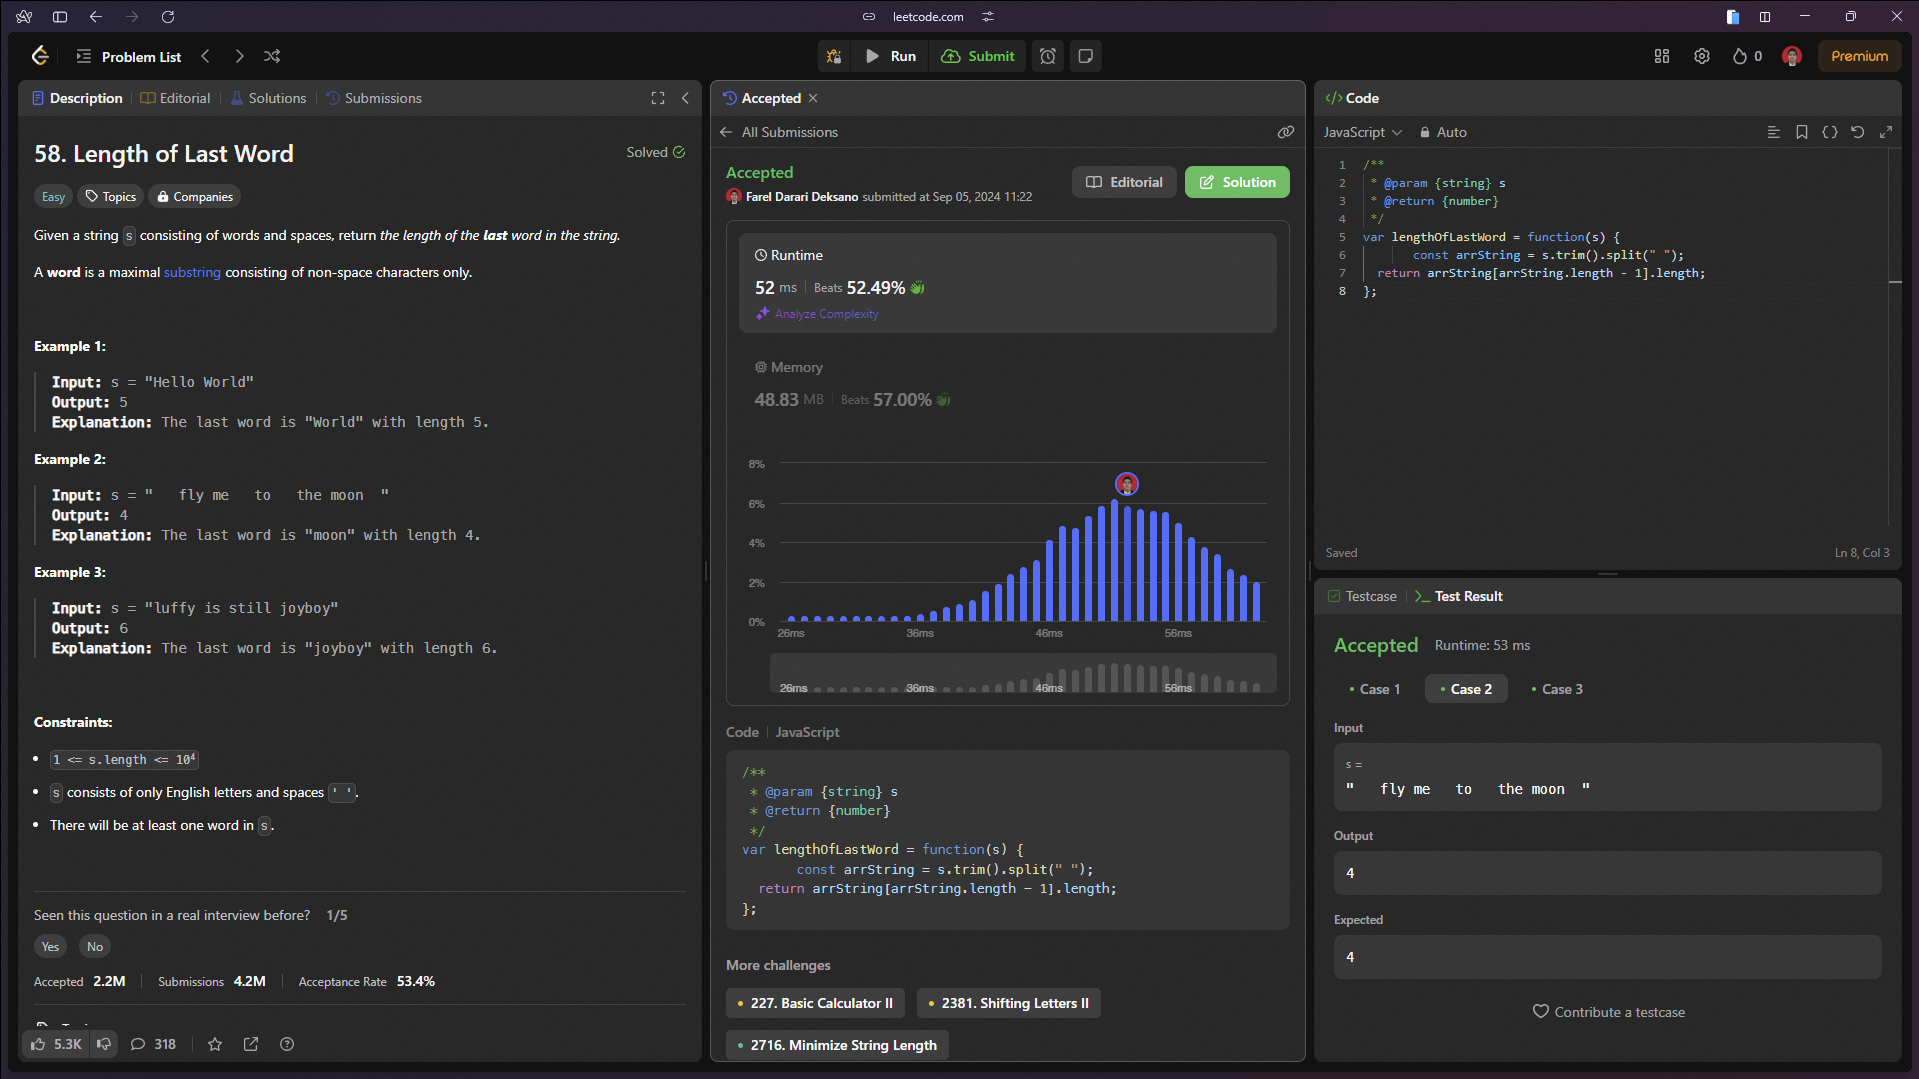 leetcode.com
Problem List
Run
Submit
0
Premium
Description
Editorial
Solutions
Submissions
58. Length of Last Word
Solved
Easy
Topics
Companies
Given a string s consisting of words and spaces, return the length of the last word in the string.
A word is a maximal substring consisting of non-space characters only.
Example 1:
Input: s = "Hello World"
Output: 5
Explanation: The last word is "World" with length 5.
Example 2:
Input: s = "   fly me   to   the moon  "
Output: 4
Explanation: The last word is "moon" with length 4.
Example 3:
Input: s = "luffy is still joyboy"
Output: 6
Explanation: The last word is "joyboy" with length 6.
Constraints:
• 1 <= s.length <= 10⁴
• s consists of only English letters and spaces ' '.
• There will be at least one word in s.
Seen this question in a real interview before? 1/5
Yes
No
Accepted 2.2M
Submissions 4.2M
Acceptance Rate 53.4%
5.3K
318
Accepted
All Submissions
Accepted
Farel Darari Deksano submitted at Sep 05, 2024 11:22
Editorial
Solution
Runtime
52 ms
Beats 52.49%
Analyze Complexity
Memory
48.83 MB
Beats 57.00%
8%
6%
4%
2%
0%
26ms
36ms
46ms
56ms
26ms
36ms
46ms
56ms
Code
JavaScript
/**
 * @param {string} s
 * @return {number}
 */
var lengthOfLastWord = function(s) {
       const arrString = s.trim().split(" ");
  return arrString[arrString.length - 1].length;
};
More challenges
227. Basic Calculator II
2381. Shifting Letters II
2716. Minimize String Length
</> Code
JavaScript
Auto
1 /**
2  * @param {string} s
3  * @return {number}
4  */
5 var lengthOfLastWord = function(s) {
6        const arrString = s.trim().split(" ");
7   return arrString[arrString.length - 1].length;
8 };
Saved
Ln 8, Col 3
Testcase
>_ Test Result
Accepted
Runtime: 53 ms
• Case 1
• Case 2
• Case 3
Input
s =
"   fly me   to   the moon  "
Output
4
Expected
4
Contribute a testcase